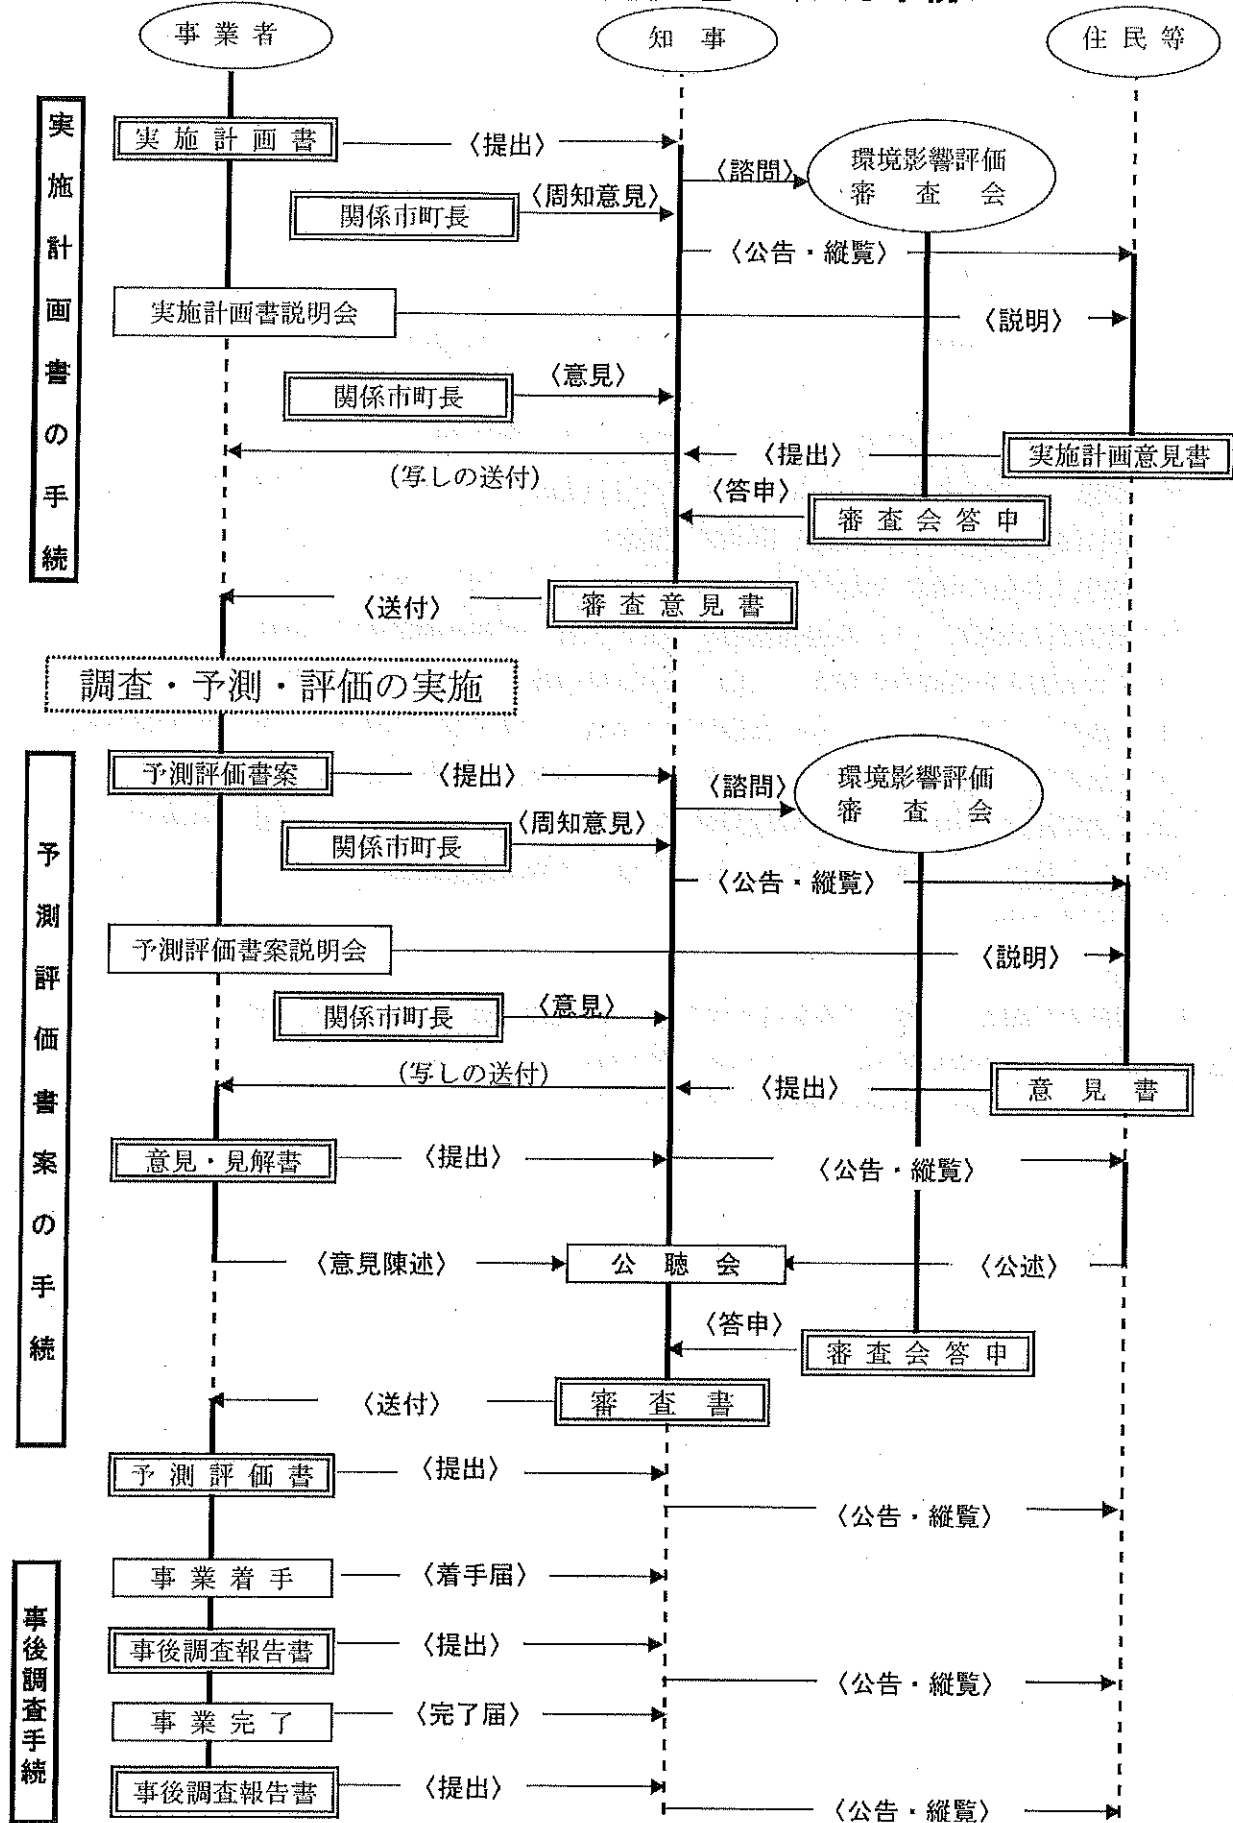 事業者
知事
住民等
実施計画書の手続
実施計画書
〈提出〉
〈諮問〉
環境影響評価
審査会
関係市町長
〈周知意見〉
〈公告・縦覧〉
実施計画書説明会
〈説明〉
関係市町長
〈意見〉
(写しの送付)
〈提出〉
実施計画意見書
〈答申〉
審査会答申
〈送付〉
審査意見書
調査・予測・評価の実施
予測評価書案の手続
予測評価書案
〈提出〉
〈諮問〉
環境影響評価
審査会
関係市町長
〈周知意見〉
〈公告・縦覧〉
予測評価書案説明会
〈説明〉
関係市町長
〈意見〉
(写しの送付)
〈提出〉
意見書
意見・見解書
〈提出〉
〈公告・縦覧〉
〈意見陳述〉
公聴会
〈公述〉
〈答申〉
審査会答申
〈送付〉
審査書
予測評価書
〈提出〉
〈公告・縦覧〉
事後調査手続
事業着手
〈着手届〉
事後調査報告書
〈提出〉
〈公告・縦覧〉
事業完了
〈完了届〉
事後調査報告書
〈提出〉
〈公告・縦覧〉